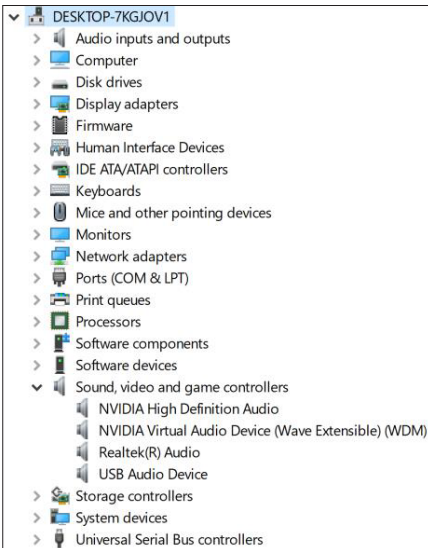 DESKTOP-7KGJOV1
Audio inputs and outputs
Computer
Disk drives
Display adapters
Firmware
Human Interface Devices
IDE ATA/ATAPI controllers
Keyboards
Mice and other pointing devices
Monitors
Network adapters
Ports (COM & LPT)
Print queues
Processors
Software components
Software devices
Sound, video and game controllers
NVIDIA High Definition Audio
NVIDIA Virtual Audio Device (Wave Extensible) (WDM)
Realtek(R) Audio
USB Audio Device
Storage controllers
System devices
Universal Serial Bus controllers